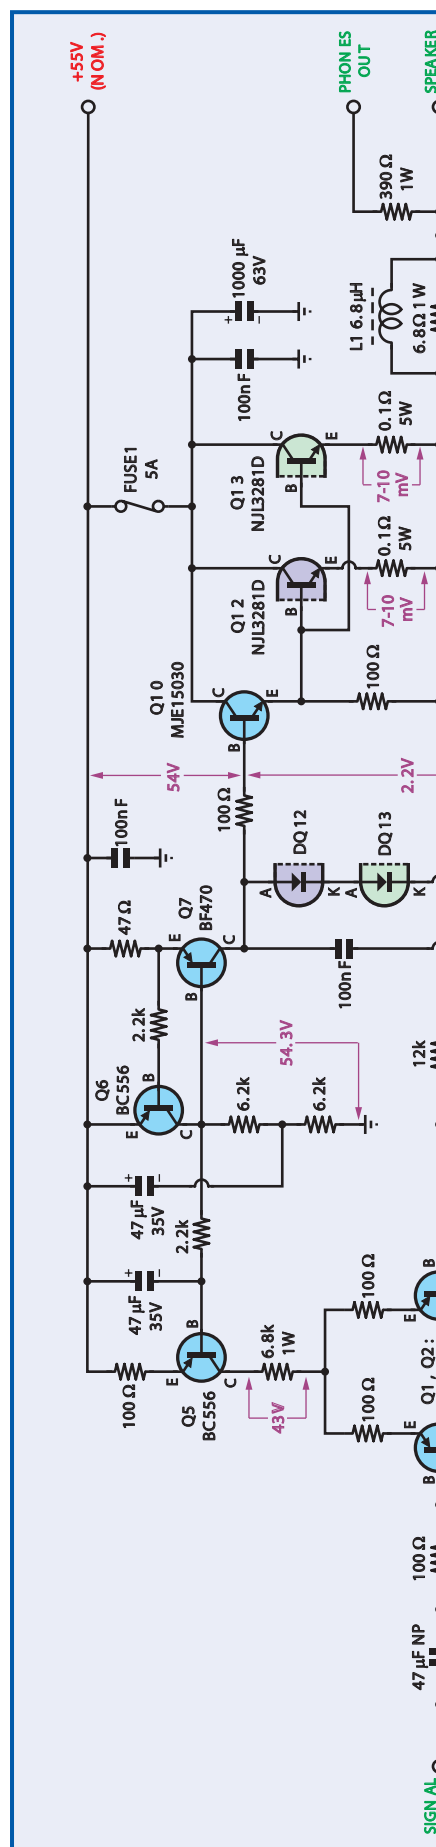 +55V
(NOM.)
PHONES
OUT
SPEAKER
390Ω
1W
1000µF
63V
+
–
100nF
L1 6.8µH
6.8Ω 1W
FUSE1
5A
Q13
NJL3281D
C
B
E
0.1Ω
5W
7-10
mV
Q12
NJL3281D
C
B
E
0.1Ω
5W
7-10
mV
Q10
MJE15030
C
B
E
100Ω
54V
2.2V
100Ω
100nF
DQ12
A
K
DQ13
A
K
47Ω
Q7
BF470
E
B
C
100nF
2.2k
Q6
BC556
B
E
C
54.3V
6.2k
6.2k
12k
+
–
47µF
35V
2.2k
+
–
47µF
35V
100Ω
Q5
BC556
B
E
C
6.8k
1W
43V
100Ω
100Ω
E
B
Q1, Q2:
E
B
100Ω
47µF NP
SIGNAL